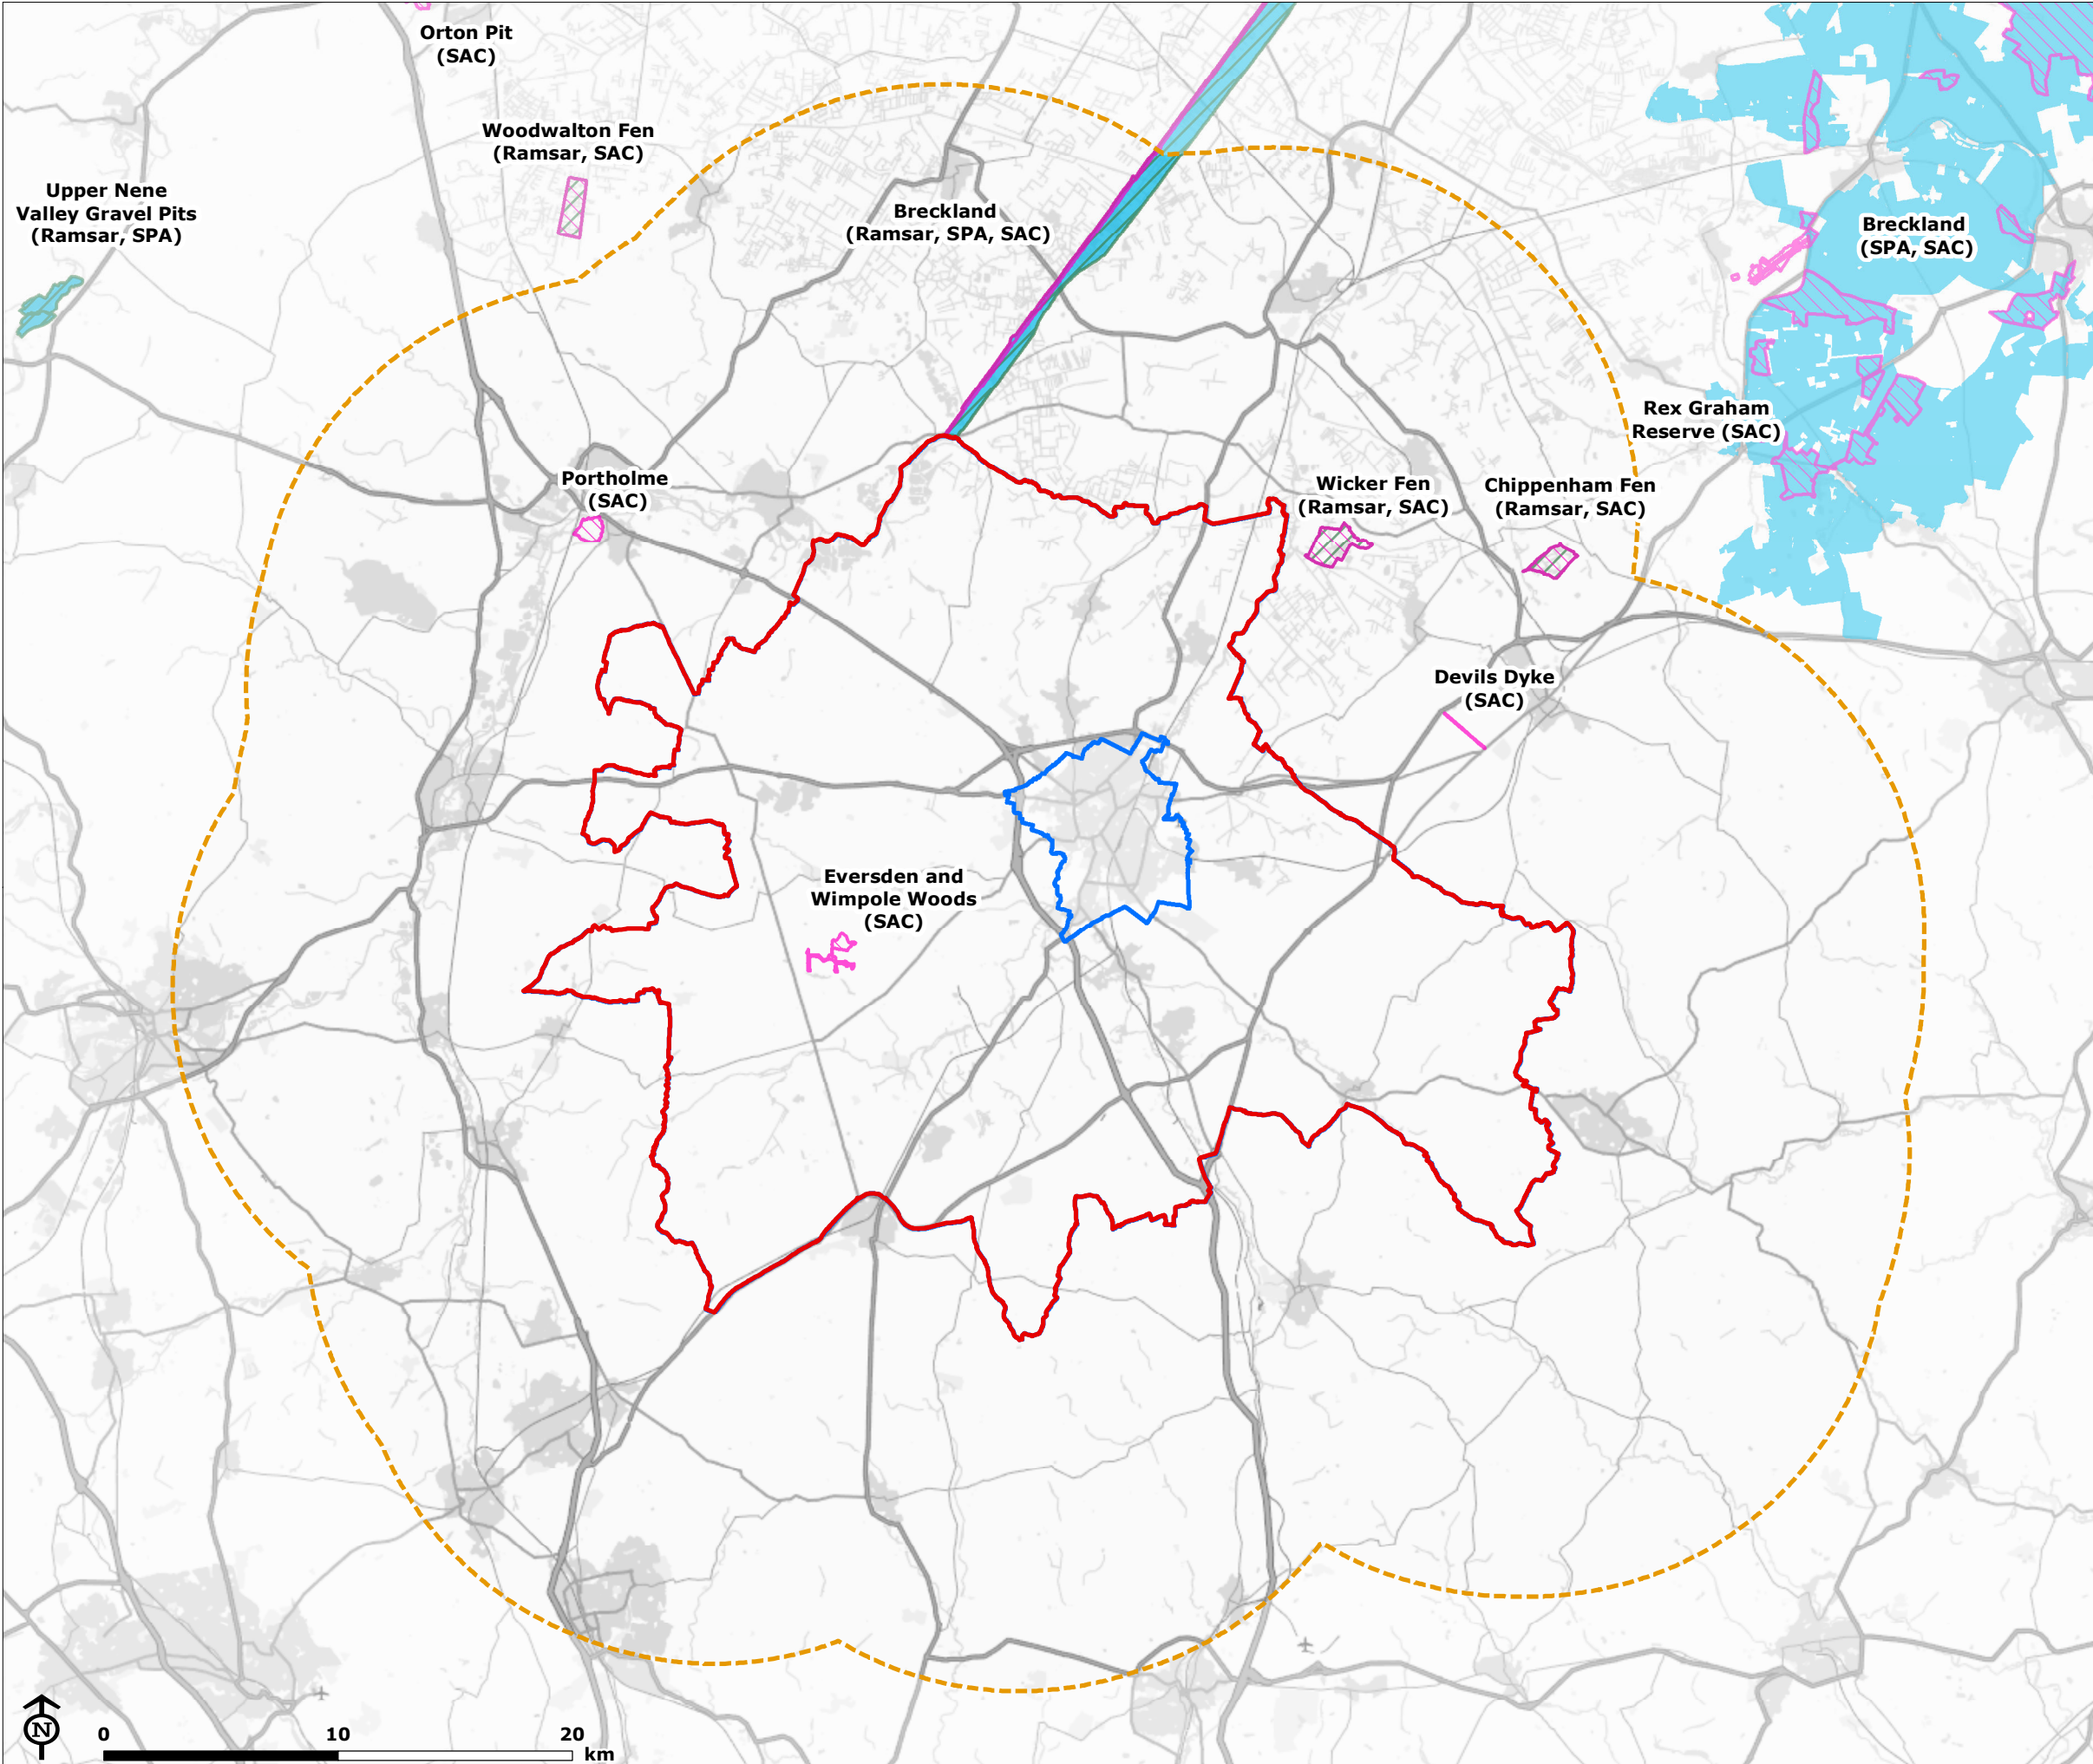 Orton Pit
(SAC)
Woodwalton Fen
(Ramsar, SAC)
Upper Nene
Valley Gravel Pits
(Ramsar, SPA)
Breckland
(Ramsar, SPA, SAC)
Breckland
(SPA, SAC)
Rex Graham
Reserve (SAC)
Portholme
(SAC)
Wicker Fen
(Ramsar, SAC)
Chippenham Fen
(Ramsar, SAC)
Devils Dyke
(SAC)
Eversden and
Wimpole Woods
(SAC)
N
0 10 20
km